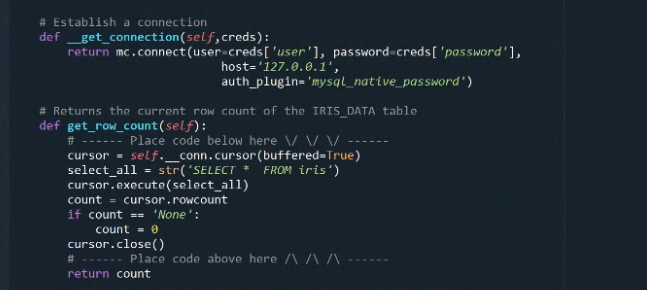 # Establish a connection
def __get_connection(self,creds):
return mc.connect(user=creds['user'], password=creds['password'],
host='127.0.0.1',
auth_plugin='mysql_native_password')
# Returns the current row count of the IRIS_DATA table
def get_row_count(self):
# ------ Place code below here \/ \/ \/ ------
cursor = self.__conn.cursor(buffered=True)
select_all = str('SELECT *  FROM iris')
cursor.execute(select_all)
count = cursor.rowcount
if count == 'None':
count = 0
cursor.close()
# ------ Place code above here /\ /\ /\ ------
return count